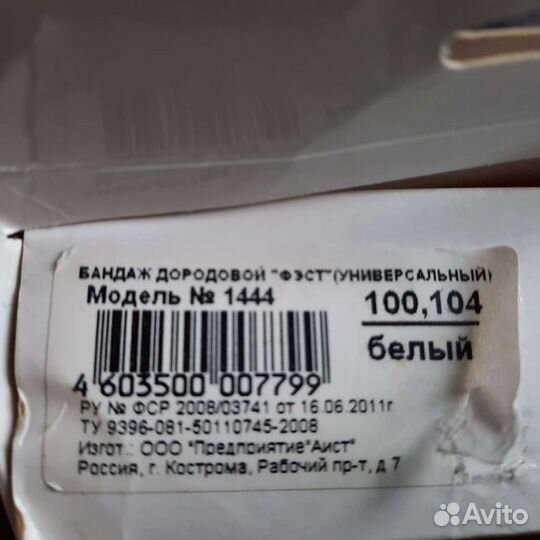 БАНДАЖ ДОРОДОВОЙ "ФЭСТ"(УНИВЕРСАЛЬНЫЙ)
Модель № 1444
100,104
белый
4 603500 007799
РУ № ФСР 2008/03741 от 16.06.2011г
ТУ 9396-081-50110745-2008
Изгот.: ООО "Предприятие"Аист"
Россия, г. Кострома, Рабочий пр-т, д 7
Avito